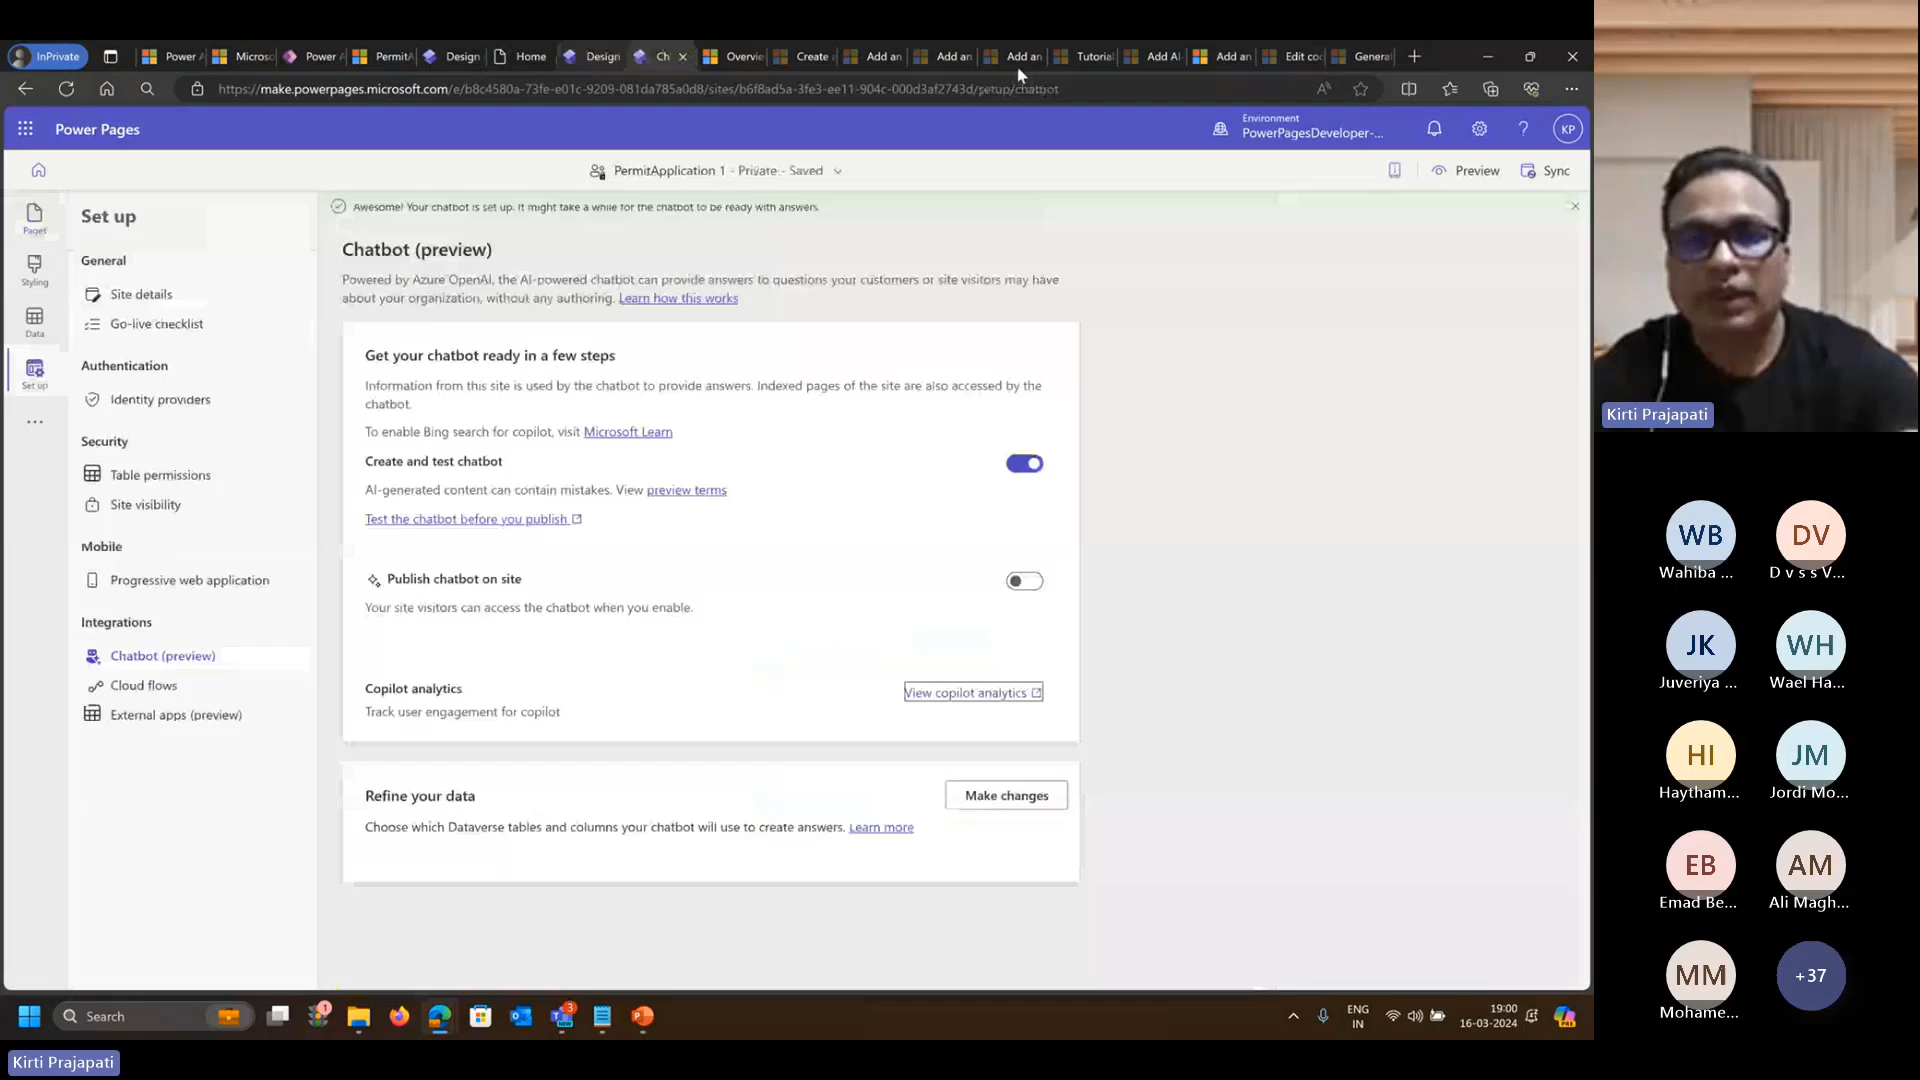 InPrivate
Power A
Microso
Power A
PermitA
Design
Home
Design
Ch
Overvie
Create
Add an
Add an
Add an
Tutorial
Add AI
Add an
Edit co
General
https://make.powerpages.microsoft.com/e/b8c4580a-73fe-e01c-9209-081da785a0d8/sites/b6f8ad5a-3fe3-ee11-904c-000d3af2743d/setup/chatbot
Power Pages
Environment
PowerPagesDeveloper-...
KP
PermitApplication 1 - Private - Saved
Preview
Sync
Pages
Styling
Data
Set up
Set up
General
Site details
Go-live checklist
Authentication
Identity providers
Security
Table permissions
Site visibility
Mobile
Progressive web application
Integrations
Chatbot (preview)
Cloud flows
External apps (preview)
Awesome! Your chatbot is set up. It might take a while for the chatbot to be ready with answers.
Chatbot (preview)
Powered by Azure OpenAI, the AI-powered chatbot can provide answers to questions your customers or site visitors may have
about your organization, without any authoring. Learn how this works
Get your chatbot ready in a few steps
Information from this site is used by the chatbot to provide answers. Indexed pages of the site are also accessed by the
chatbot.
To enable Bing search for copilot, visit Microsoft Learn
Create and test chatbot
AI-generated content can contain mistakes. View preview terms
Test the chatbot before you publish
Publish chatbot on site
Your site visitors can access the chatbot when you enable.
Copilot analytics
View copilot analytics
Track user engagement for copilot
Refine your data
Make changes
Choose which Dataverse tables and columns your chatbot will use to create answers. Learn more
Search
1
3
ENG
IN
19:00
16-03-2024
Kirti Prajapati
Kirti Prajapati
WB
Wahiba ...
DV
D v s s V...
JK
Juveriya ...
WH
Wael Ha...
HI
Haytham...
JM
Jordi Mo...
EB
Emad Be...
AM
Ali Magh...
MM
Mohame...
+37